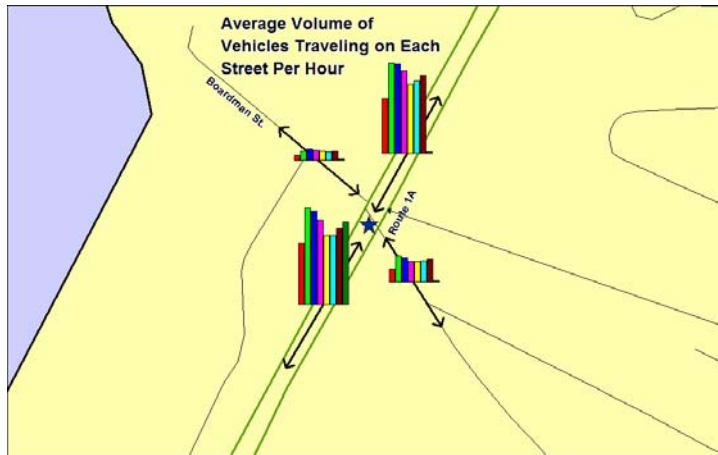 Average Volume of
Vehicles Traveling on Each
Street Per Hour
Boardman St.
Route 1A